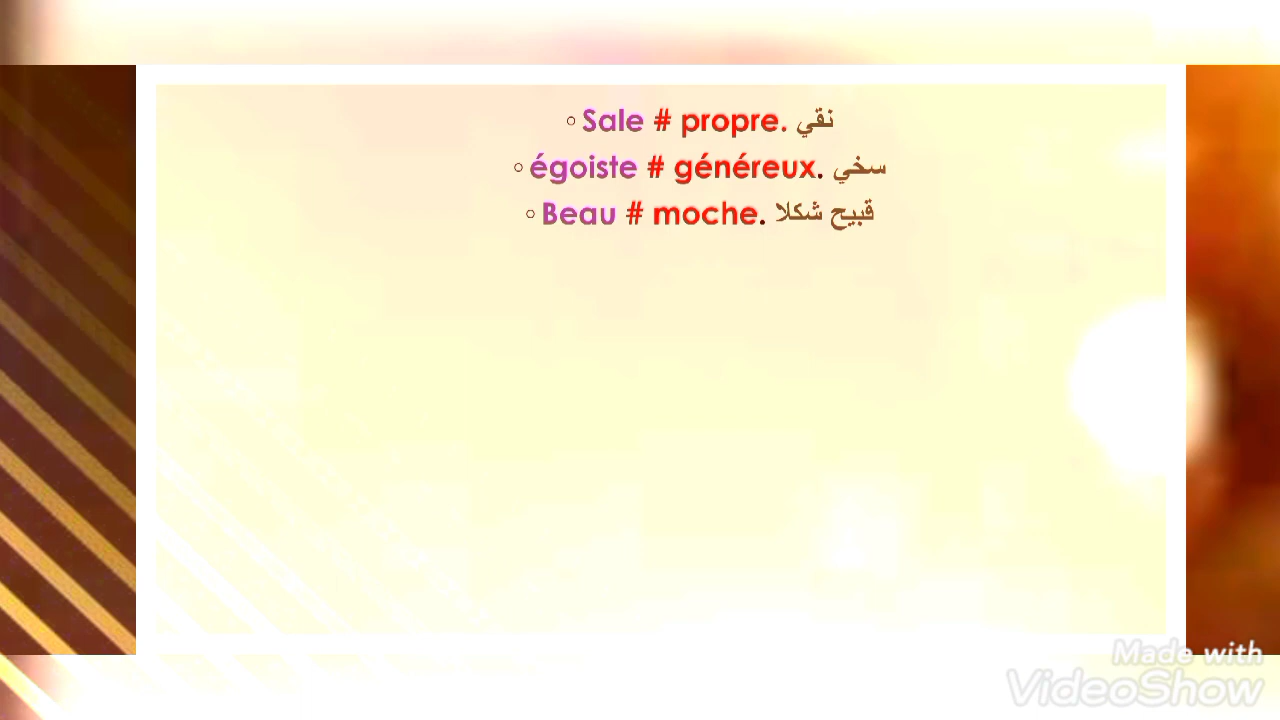 ◦ Sale # propre. نقي
◦ égoiste # généreux. سخي
◦ Beau # moche. قبيح شكلا
Made with
VideoShow